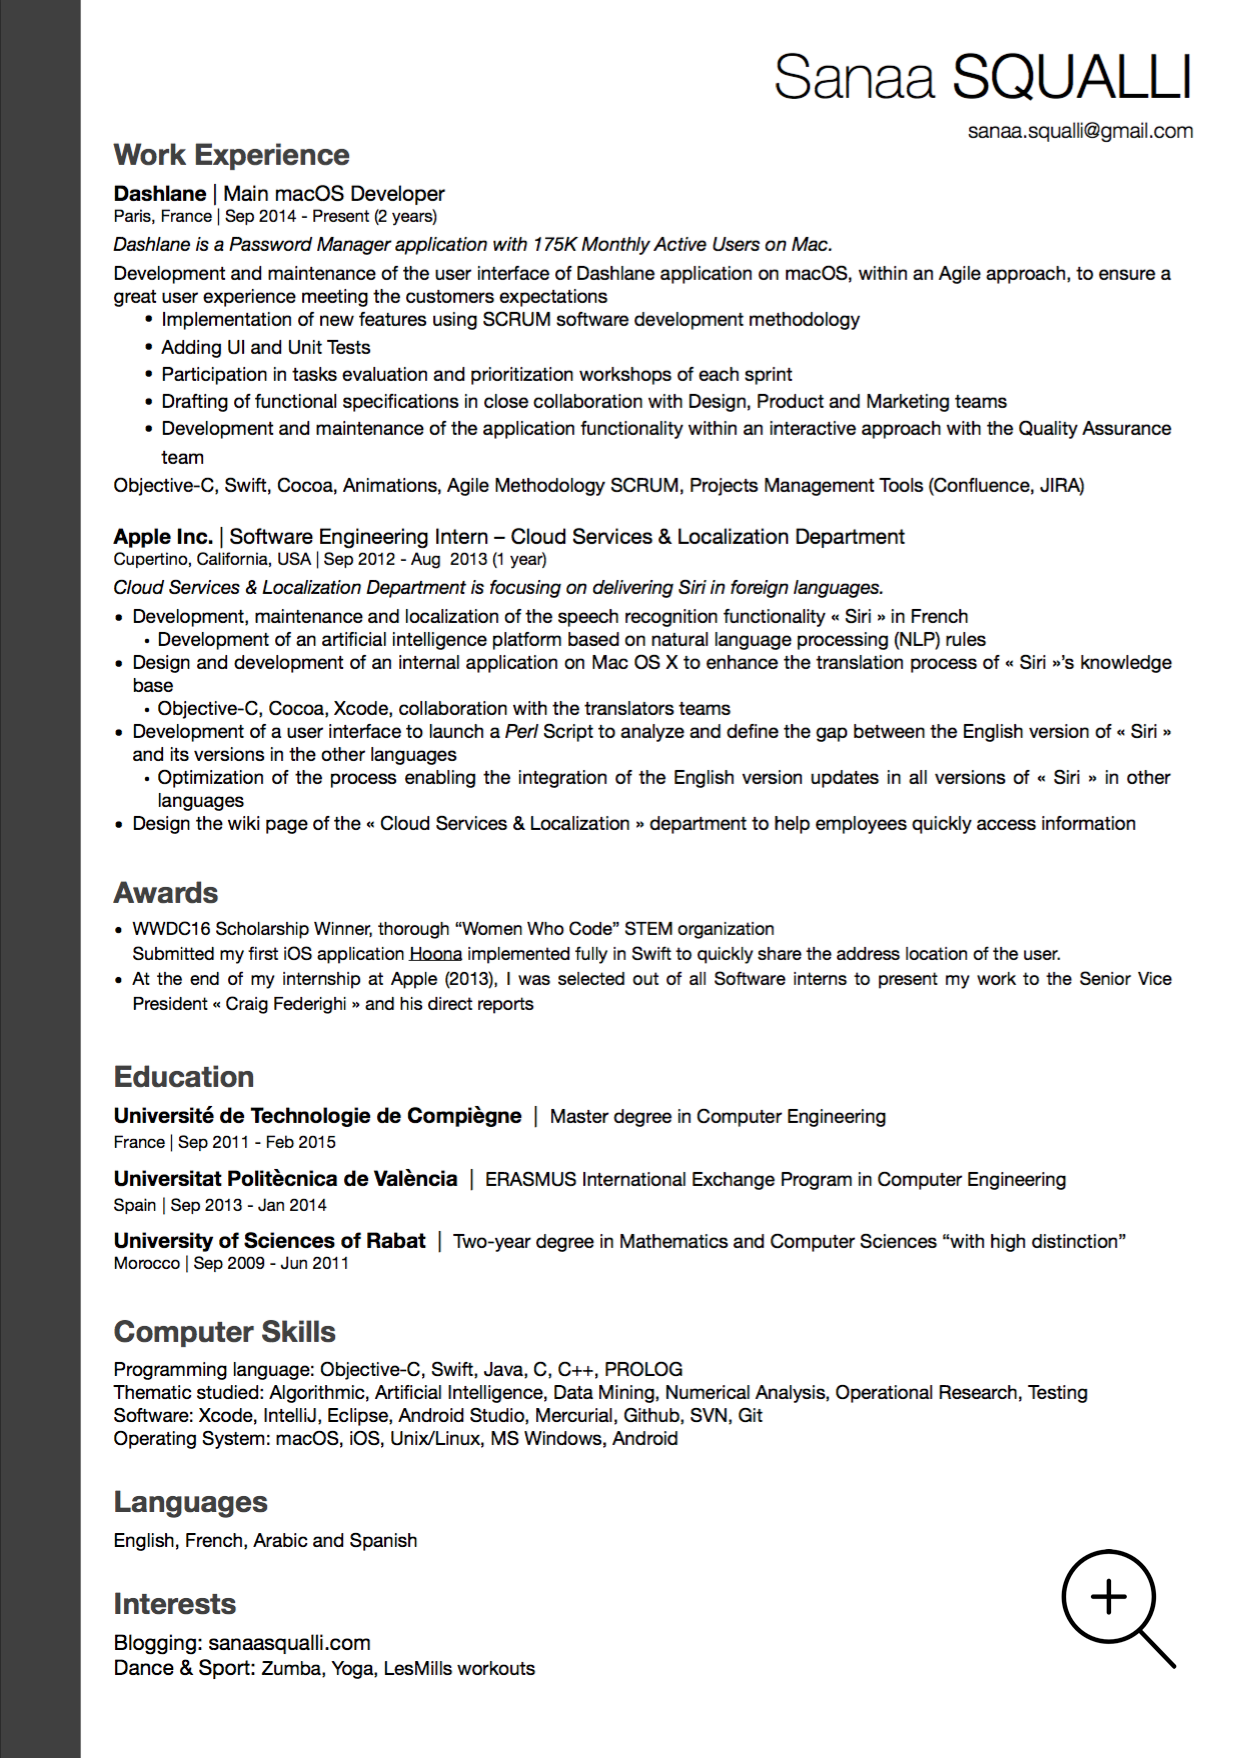 Sanaa SQUALLI
sanaa.squalli@gmail.com
Work Experience
Dashlane | Main macOS Developer
Paris, France | Sep 2014 - Present (2 years)
Dashlane is a Password Manager application with 175K Monthly Active Users on Mac.
Development and maintenance of the user interface of Dashlane application on macOS, within an Agile approach, to ensure a
great user experience meeting the customers expectations
• Implementation of new features using SCRUM software development methodology
• Adding UI and Unit Tests
• Participation in tasks evaluation and prioritization workshops of each sprint
• Drafting of functional specifications in close collaboration with Design, Product and Marketing teams
• Development and maintenance of the application functionality within an interactive approach with the Quality Assurance
team
Objective-C, Swift, Cocoa, Animations, Agile Methodology SCRUM, Projects Management Tools (Confluence, JIRA)
Apple Inc. | Software Engineering Intern – Cloud Services & Localization Department
Cupertino, California, USA | Sep 2012 - Aug  2013 (1 year)
Cloud Services & Localization Department is focusing on delivering Siri in foreign languages.
• Development, maintenance and localization of the speech recognition functionality « Siri » in French
• Development of an artificial intelligence platform based on natural language processing (NLP) rules
• Design and development of an internal application on Mac OS X to enhance the translation process of « Siri »’s knowledge
base
• Objective-C, Cocoa, Xcode, collaboration with the translators teams
• Development of a user interface to launch a Perl Script to analyze and define the gap between the English version of « Siri »
and its versions in the other languages
• Optimization of the process enabling the integration of the English version updates in all versions of « Siri » in other
languages
• Design the wiki page of the « Cloud Services & Localization » department to help employees quickly access information
Awards
• WWDC16 Scholarship Winner, thorough “Women Who Code” STEM organization
Submitted my first iOS application Hoona implemented fully in Swift to quickly share the address location of the user.
• At the end of my internship at Apple (2013), I was selected out of all Software interns to present my work to the Senior Vice
President « Craig Federighi » and his direct reports
Education
Université de Technologie de Compiègne | Master degree in Computer Engineering
France | Sep 2011 - Feb 2015
Universitat Politècnica de València | ERASMUS International Exchange Program in Computer Engineering
Spain | Sep 2013 - Jan 2014
University of Sciences of Rabat | Two-year degree in Mathematics and Computer Sciences “with high distinction”
Morocco | Sep 2009 - Jun 2011
Computer Skills
Programming language: Objective-C, Swift, Java, C, C++, PROLOG
Thematic studied: Algorithmic, Artificial Intelligence, Data Mining, Numerical Analysis, Operational Research, Testing
Software: Xcode, IntelliJ, Eclipse, Android Studio, Mercurial, Github, SVN, Git
Operating System: macOS, iOS, Unix/Linux, MS Windows, Android
Languages
English, French, Arabic and Spanish
Interests
Blogging: sanaasqualli.com
Dance & Sport: Zumba, Yoga, LesMills workouts